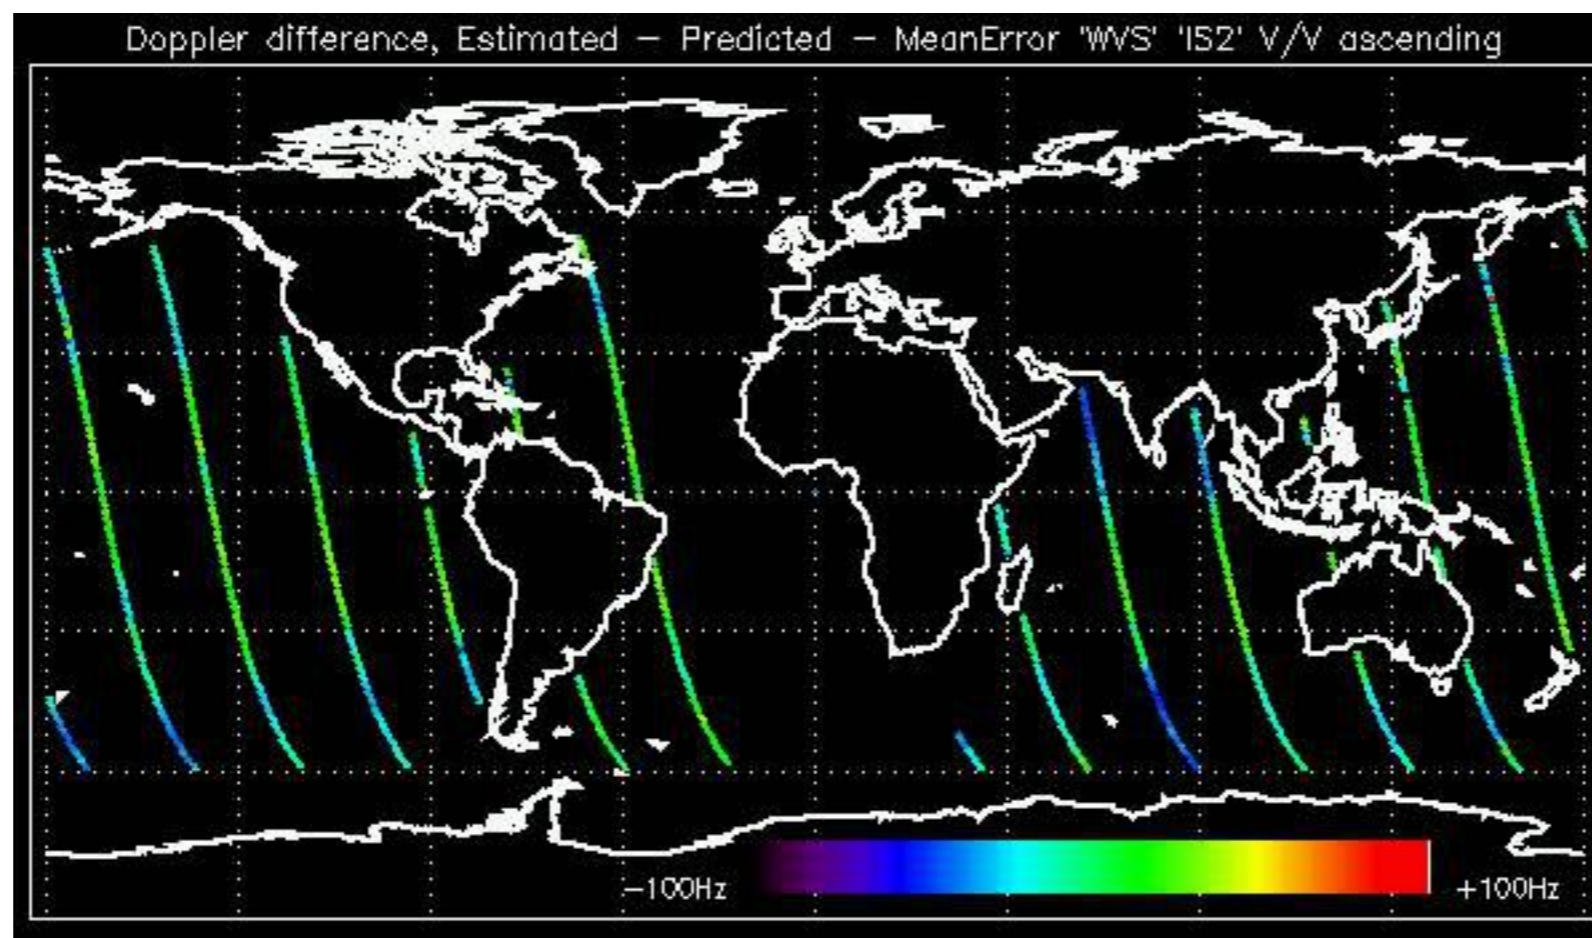 Doppler difference, Estimated – Predicted – MeanError 'WVS' 'IS2' V/V ascending
–100Hz
+100Hz